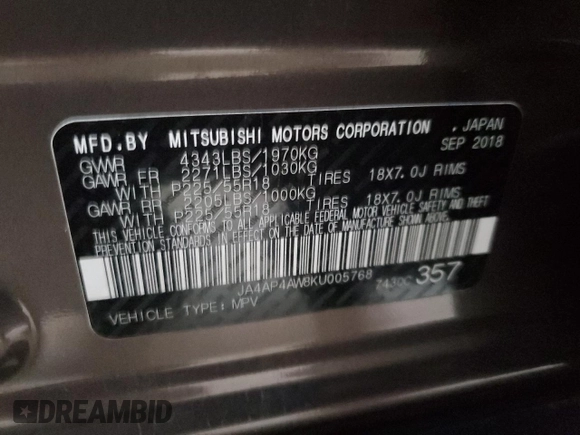 MFD.BY MITSUBISHI MOTORS CORPORATION . JAPAN
SEP 2018
GVWR 4343LBS/1970KG
GAWR FR 2271LBS/1030KG
WITH P225/55R18 TIRES 18X7.0J RIMS
GAWR RR 2205LBS/1000KG
WITH P225/55R18 TIRES 18X7.0J RIMS
THIS VEHICLE CONFORMS TO ALL APPLICABLE FEDERAL MOTOR VEHICLE SAFETY AND THEFT
PREVENTION STANDARDS IN EFFECT ON THE DATE OF MANUFACTURE SHOWN ABOVE.
JA4AP4AW8KU005768
Z430C 357
VEHICLE TYPE: MPV
DREAMBID